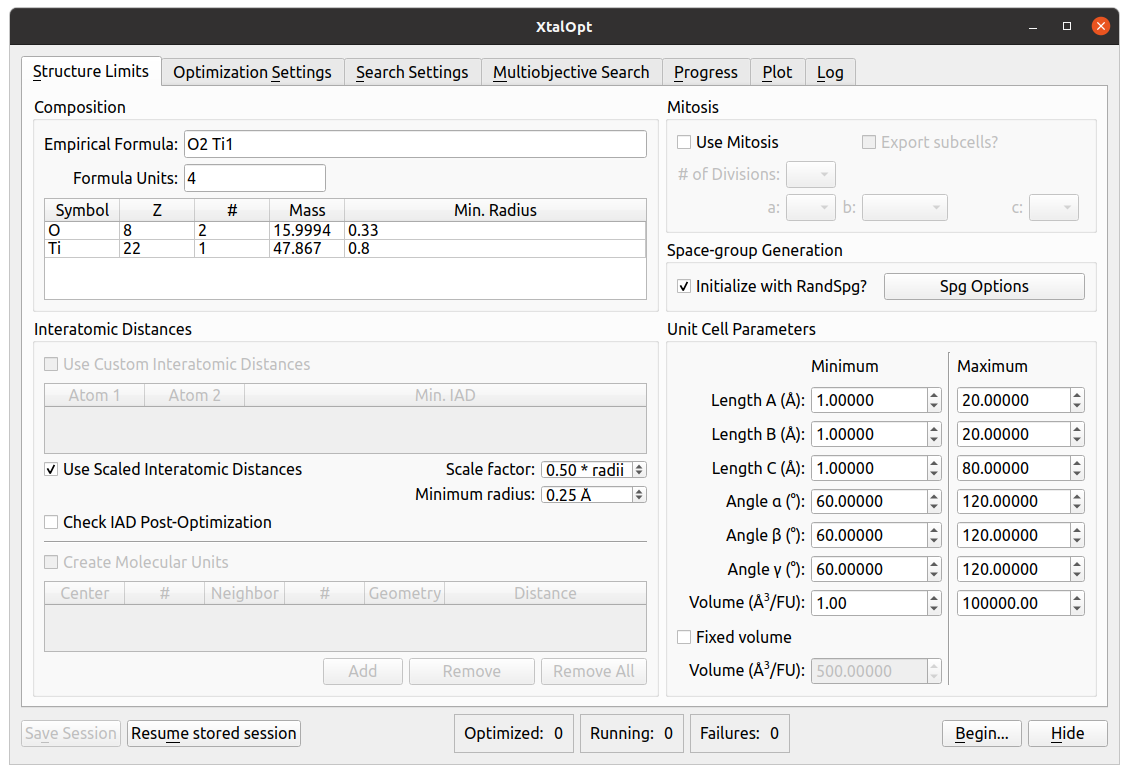 XtalOpt
Structure Limits
Optimization Settings
Search Settings
Multiobjective Search
Progress
Plot
Log
Composition
Empirical Formula: O2 Ti1
Formula Units: 4
Symbol Z # Mass Min. Radius
O 8 2 15.9994 0.33
Ti 22 1 47.867 0.8
Interatomic Distances
Use Custom Interatomic Distances
Atom 1 Atom 2 Min. IAD
Use Scaled Interatomic Distances Scale factor: 0.50 * radii
Minimum radius: 0.25 Å
Check IAD Post-Optimization
Create Molecular Units
Center # Neighbor # Geometry Distance
Add Remove Remove All
Mitosis
Use Mitosis Export subcells?
# of Divisions:
a: b: c:
Space-group Generation
Initialize with RandSpg? Spg Options
Unit Cell Parameters
Minimum Maximum
Length A (Å): 1.00000 20.00000
Length B (Å): 1.00000 20.00000
Length C (Å): 1.00000 80.00000
Angle α (°): 60.00000 120.00000
Angle β (°): 60.00000 120.00000
Angle γ (°): 60.00000 120.00000
Volume (Å³/FU): 1.00 100000.00
Fixed volume
Volume (Å³/FU): 500.00000
Save Session Resume stored session Optimized: 0 Running: 0 Failures: 0 Begin... Hide